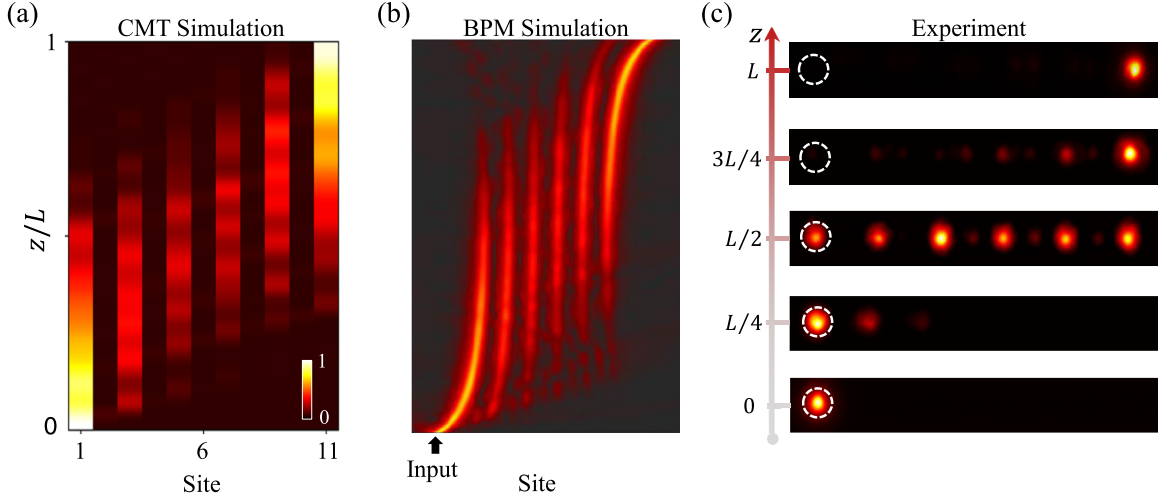 (a)
CMT Simulation
1
z/L
0
1
0
1
6
11
Site
(b)
BPM Simulation
Input
Site
(c)
Experiment
z
L
3L/4
L/2
L/4
0